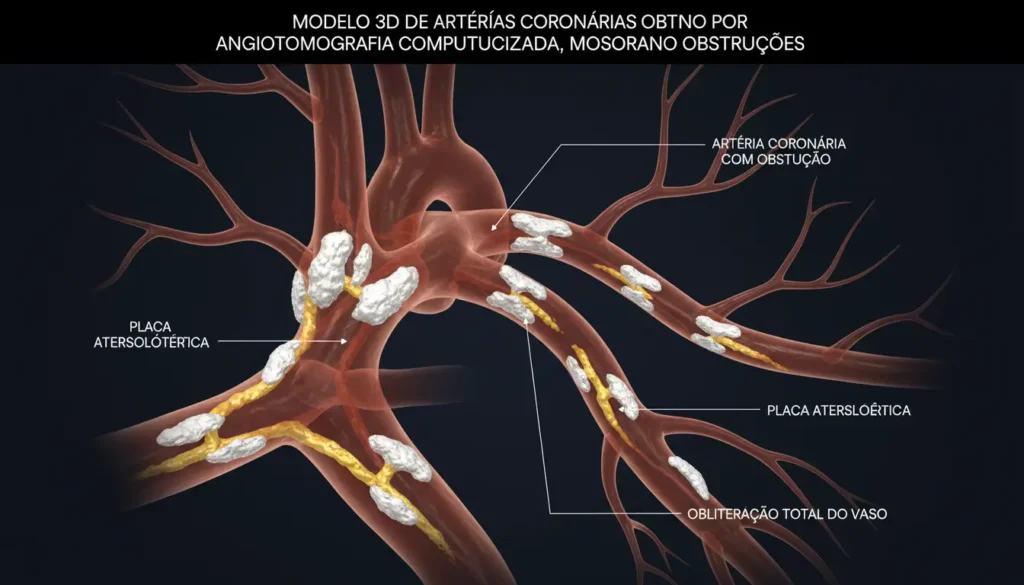 MODELO 3D DE ARTÉRÍAS CORONÁRIAS OBTNO POR
ANGIOTOMOGRAFIA COMPUTUCIZADA, MOSORANO OBSTRUÇÕES
ARTÉRIA CORONÁRIA
COM OBSTUÇÃO
PLACA
ATERSOLÓTÉRTICA
PLACA ATERSLOÉRTICA
OBLITERAÇÃO TOTAL DO VASO